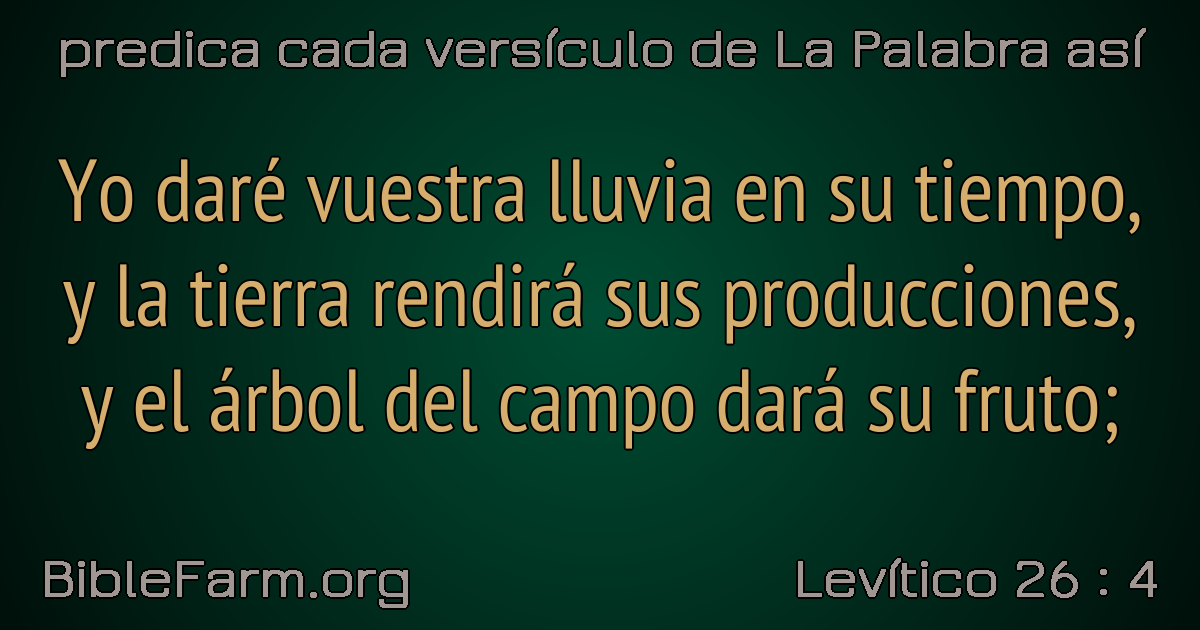 predica cada versículo de La Palabra así
Yo daré vuestra lluvia en su tiempo,
y la tierra rendirá sus producciones,
y el árbol del campo dará su fruto;
BibleFarm.org
Levítico 26 : 4